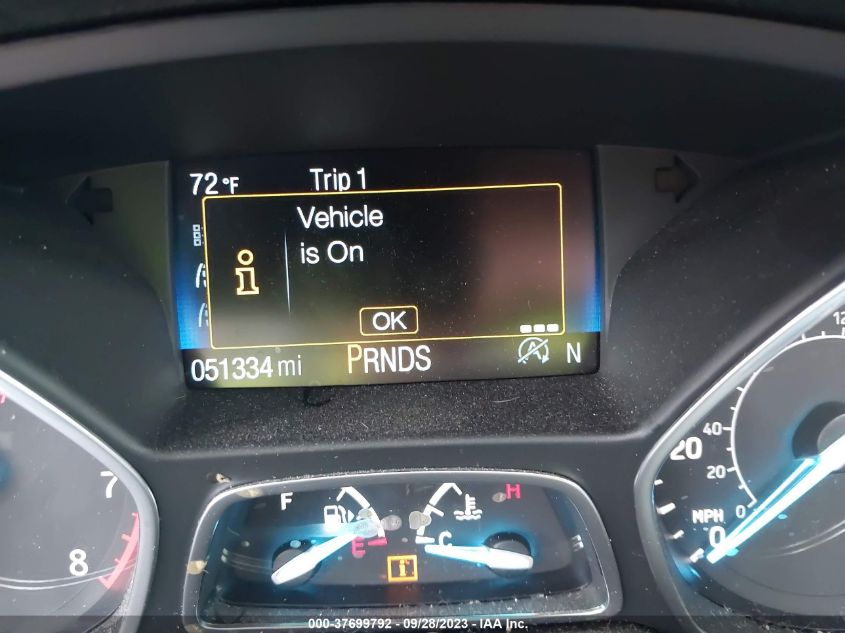 72°F Trip 1
Vehicle
is On
i
OK
051334 mi PRNDS A N
7
8
F H
E C
i
120
20 40
20
MPH 0
0
000-37699792 - 09/28/2023 - IAA Inc.